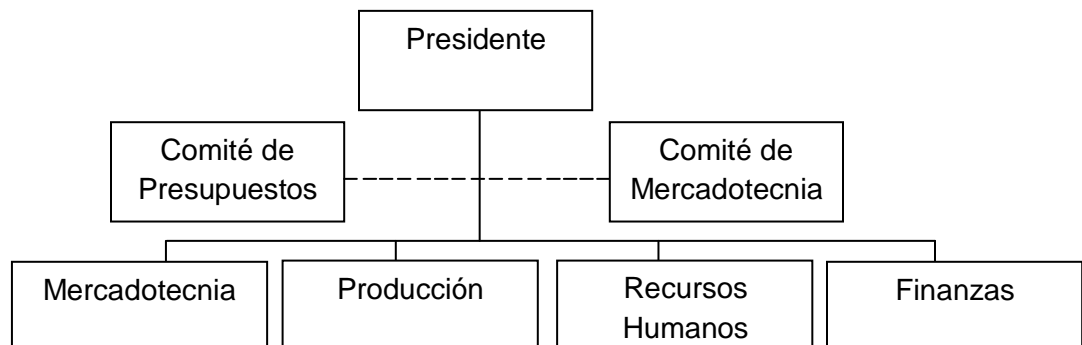 Presidente
Comité de
Presupuestos
Comité de
Mercadotecnia
Mercadotecnia
Producción
Recursos
Humanos
Finanzas